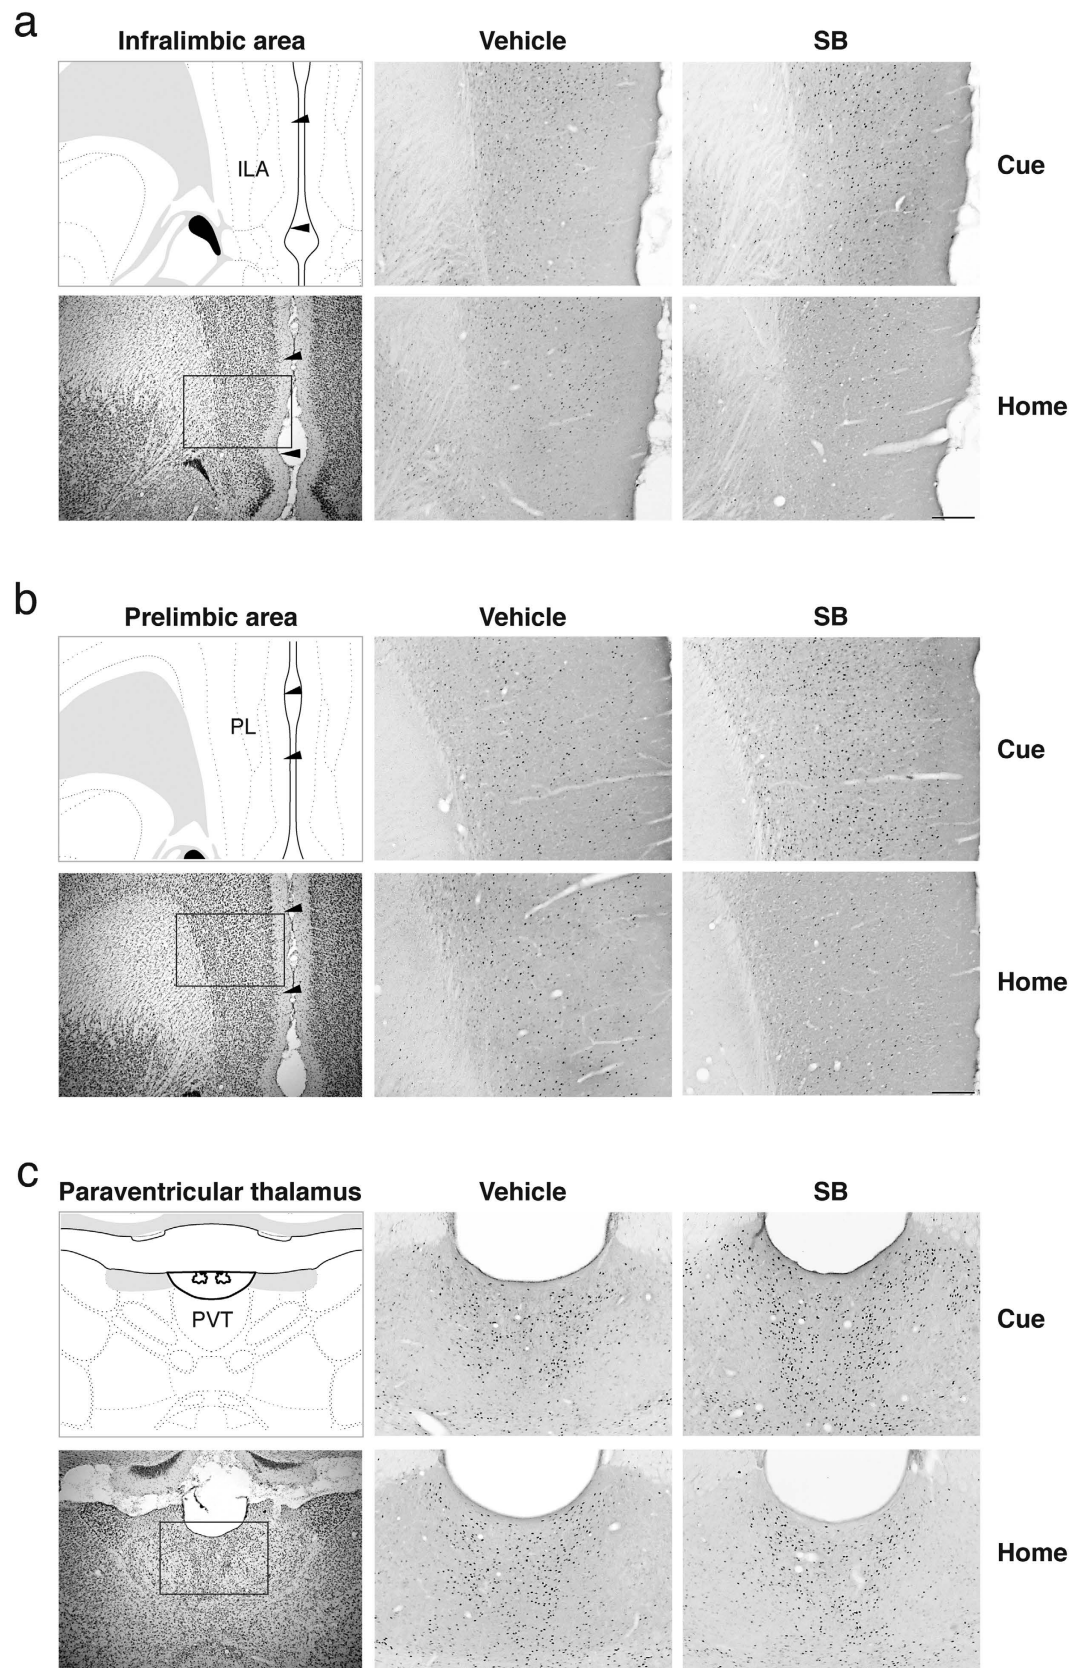 a
Infralimbic area Vehicle SB
ILA
Cue
Home
b
Prelimbic area Vehicle SB
PL
Cue
Home
c
Paraventricular thalamus Vehicle SB
PVT
Cue
Home